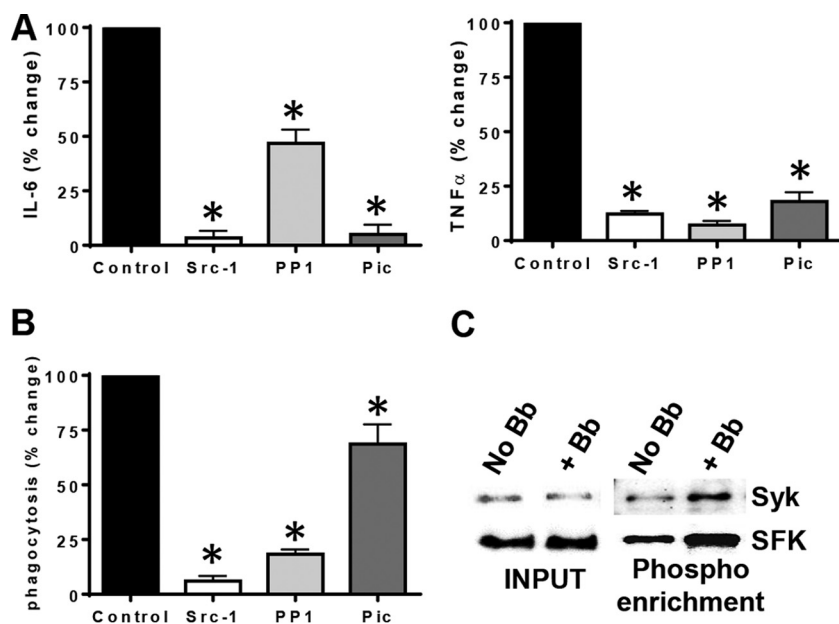 A
IL-6 (% change)
100
75
50
25
0
*
*
*
Control Src-1 PP1 Pic
TNFα (% change)
100
75
50
25
0
*
*
*
Control Src-1 PP1 Pic
B
phagocytosis (% change)
100
75
50
25
0
*
*
*
Control Src-1 PP1 Pic
C
No Bb + Bb No Bb + Bb
Syk
SFK
INPUT
Phospho
enrichment